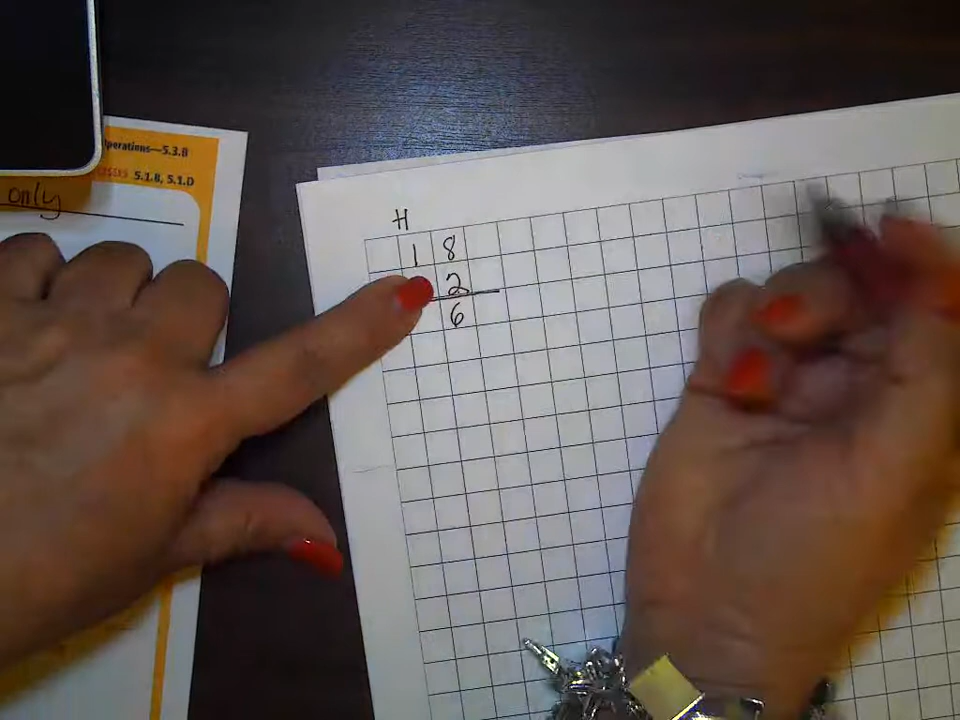 Operations—5.3.B
5.1.B, 5.1.D
only
H
1 8
2
6